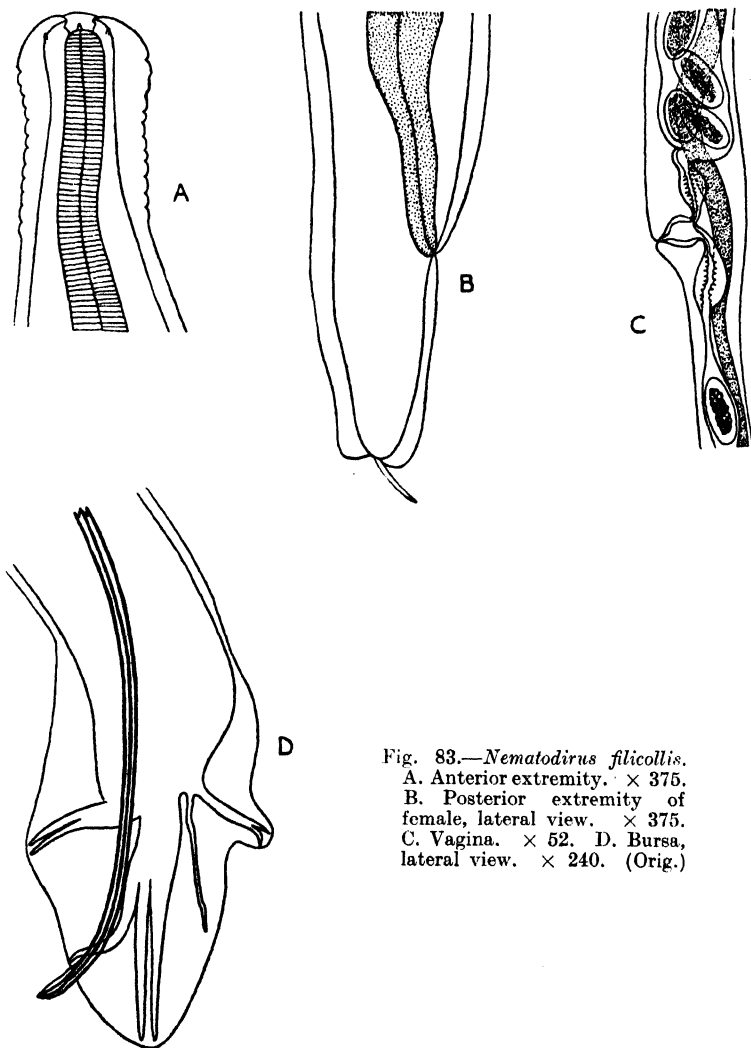 A
B
C
D
Fig. 83.—Nematodirus filicollis.
A. Anterior extremity. × 375.
B. Posterior extremity of
female, lateral view. × 375.
C. Vagina. × 52. D. Bursa,
lateral view. × 240. (Orig.)